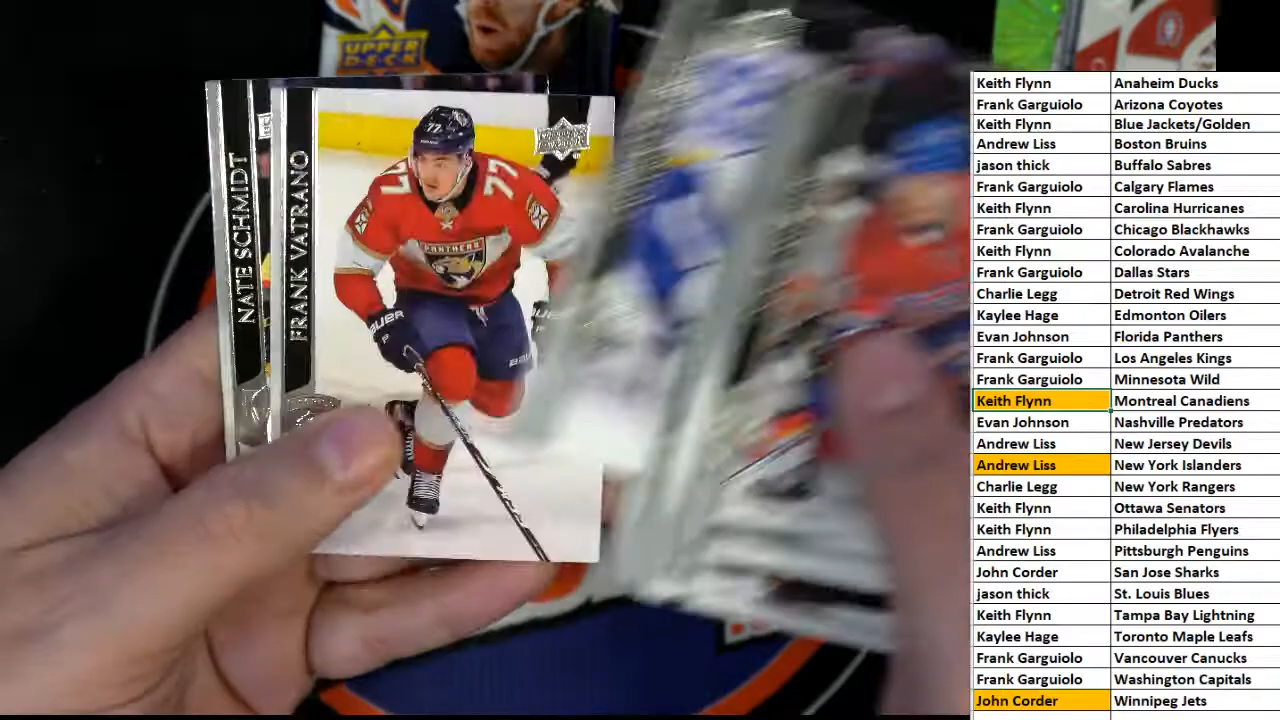 UPPER DECK
NATE SCHMIDT
FRANK VATRANO
77
77
77
PANTHERS
BAUER
Keith Flynn Anaheim Ducks
Frank Garguiolo Arizona Coyotes
Keith Flynn Blue Jackets/Golden
Andrew Liss Boston Bruins
jason thick Buffalo Sabres
Frank Garguiolo Calgary Flames
Keith Flynn Carolina Hurricanes
Frank Garguiolo Chicago Blackhawks
Keith Flynn Colorado Avalanche
Frank Garguiolo Dallas Stars
Charlie Legg Detroit Red Wings
Kaylee Hage Edmonton Oilers
Evan Johnson Florida Panthers
Frank Garguiolo Los Angeles Kings
Frank Garguiolo Minnesota Wild
Keith Flynn Montreal Canadiens
Evan Johnson Nashville Predators
Andrew Liss New Jersey Devils
Andrew Liss New York Islanders
Charlie Legg New York Rangers
Keith Flynn Ottawa Senators
Keith Flynn Philadelphia Flyers
Andrew Liss Pittsburgh Penguins
John Corder San Jose Sharks
jason thick St. Louis Blues
Keith Flynn Tampa Bay Lightning
Kaylee Hage Toronto Maple Leafs
Frank Garguiolo Vancouver Canucks
Frank Garguiolo Washington Capitals
John Corder Winnipeg Jets